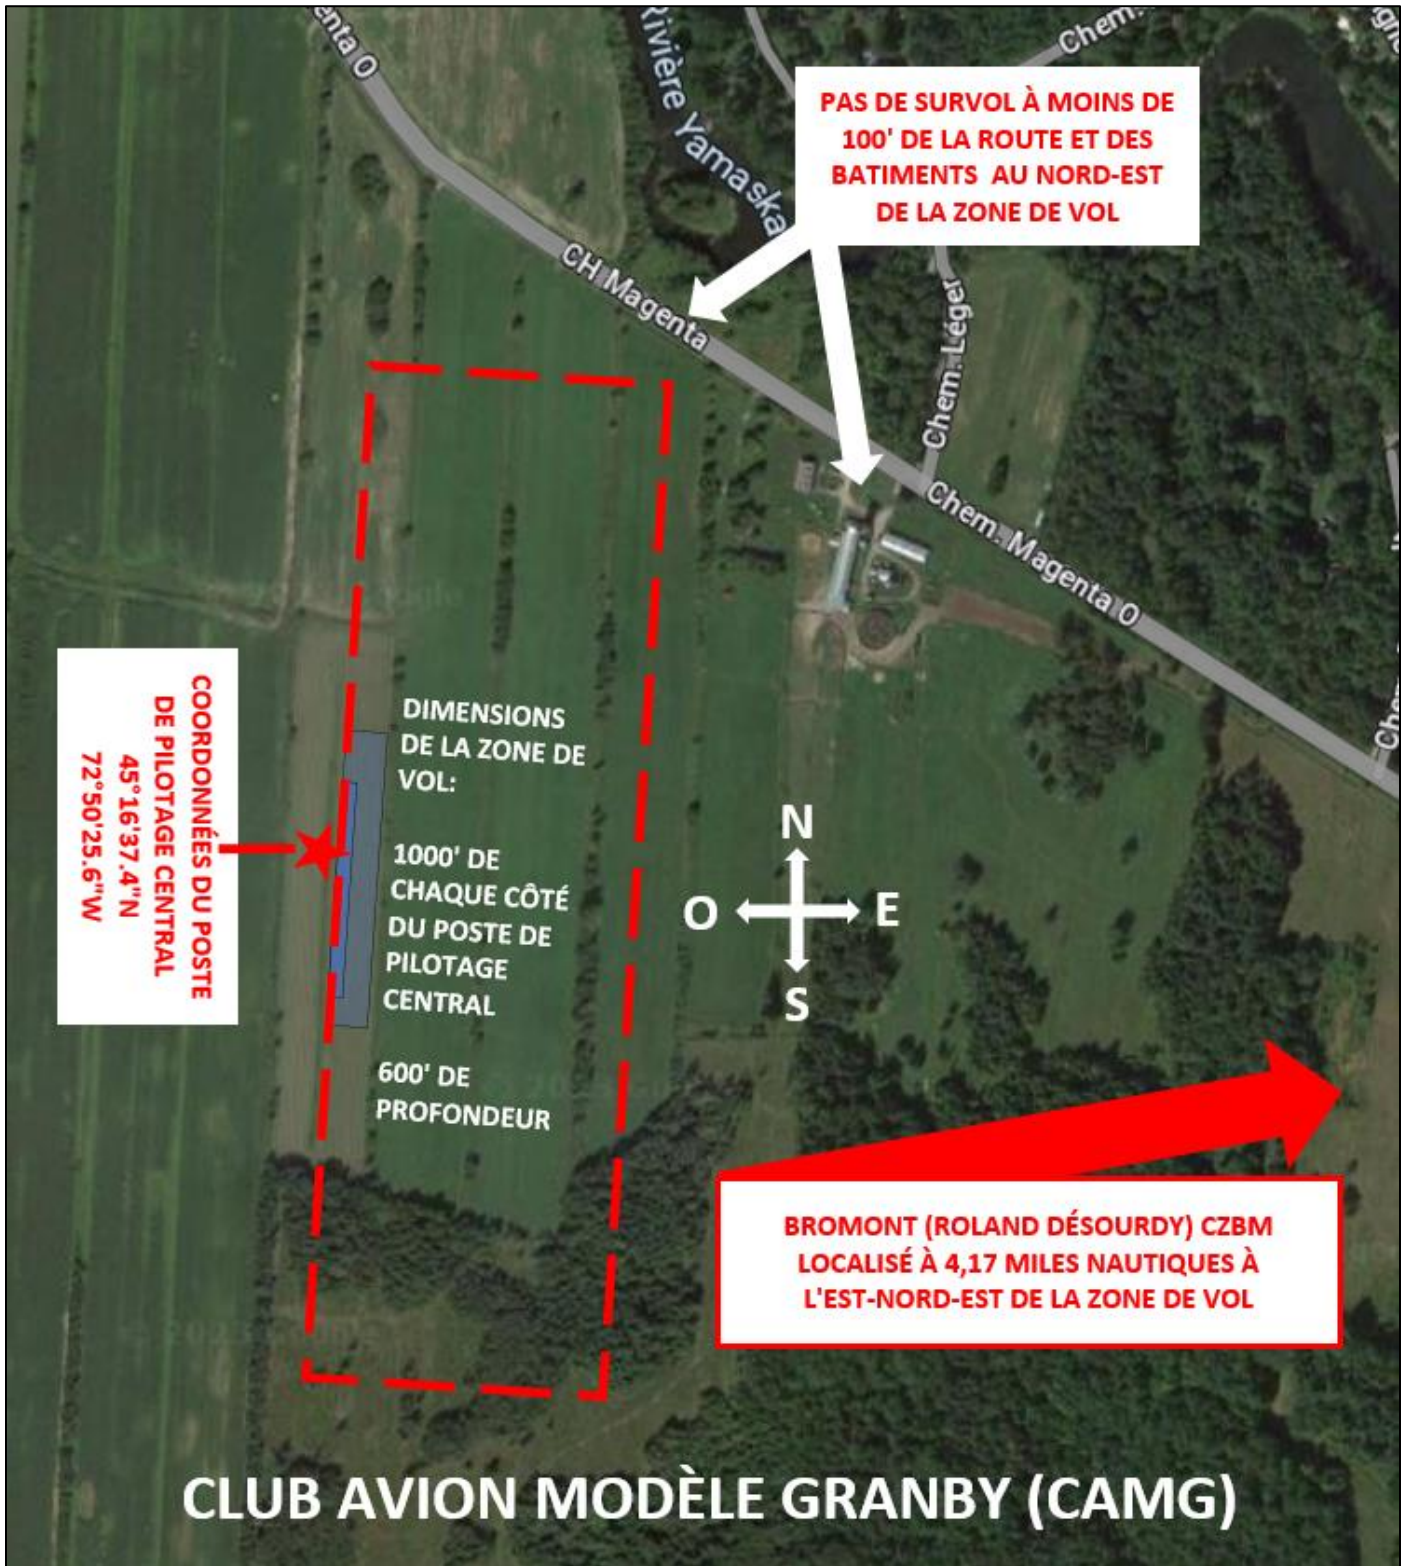 enta O
Rivière Yamaska
Chem.
PAS DE SURVOL À MOINS DE
100' DE LA ROUTE ET DES
BATIMENTS AU NORD-EST
DE LA ZONE DE VOL
CH Magenta
Chem. Léger
Chem. Magenta O
COORDONNÉES DU POSTE
DE PILOTAGE CENTRAL
45°16'37.4"N
72°50'25.6"W
DIMENSIONS
DE LA ZONE DE
VOL:
1000' DE
CHAQUE CÔTÉ
DU POSTE DE
PILOTAGE
CENTRAL
600' DE
PROFONDEUR
N
O
E
S
BROMONT (ROLAND DÉSOURDY) CZBM
LOCALISÉ À 4,17 MILES NAUTIQUES À
L'EST-NORD-EST DE LA ZONE DE VOL
CLUB AVION MODÈLE GRANBY (CAMG)